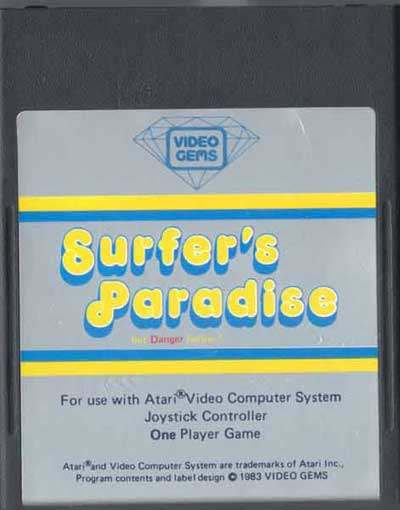 VIDEO
GEMS
Surfer's
Paradise
but Danger below!
For use with Atari® Video Computer System
Joystick Controller
One Player Game
Atari® and Video Computer System are trademarks of Atari Inc.,
Program contents and label design © 1983 VIDEO GEMS